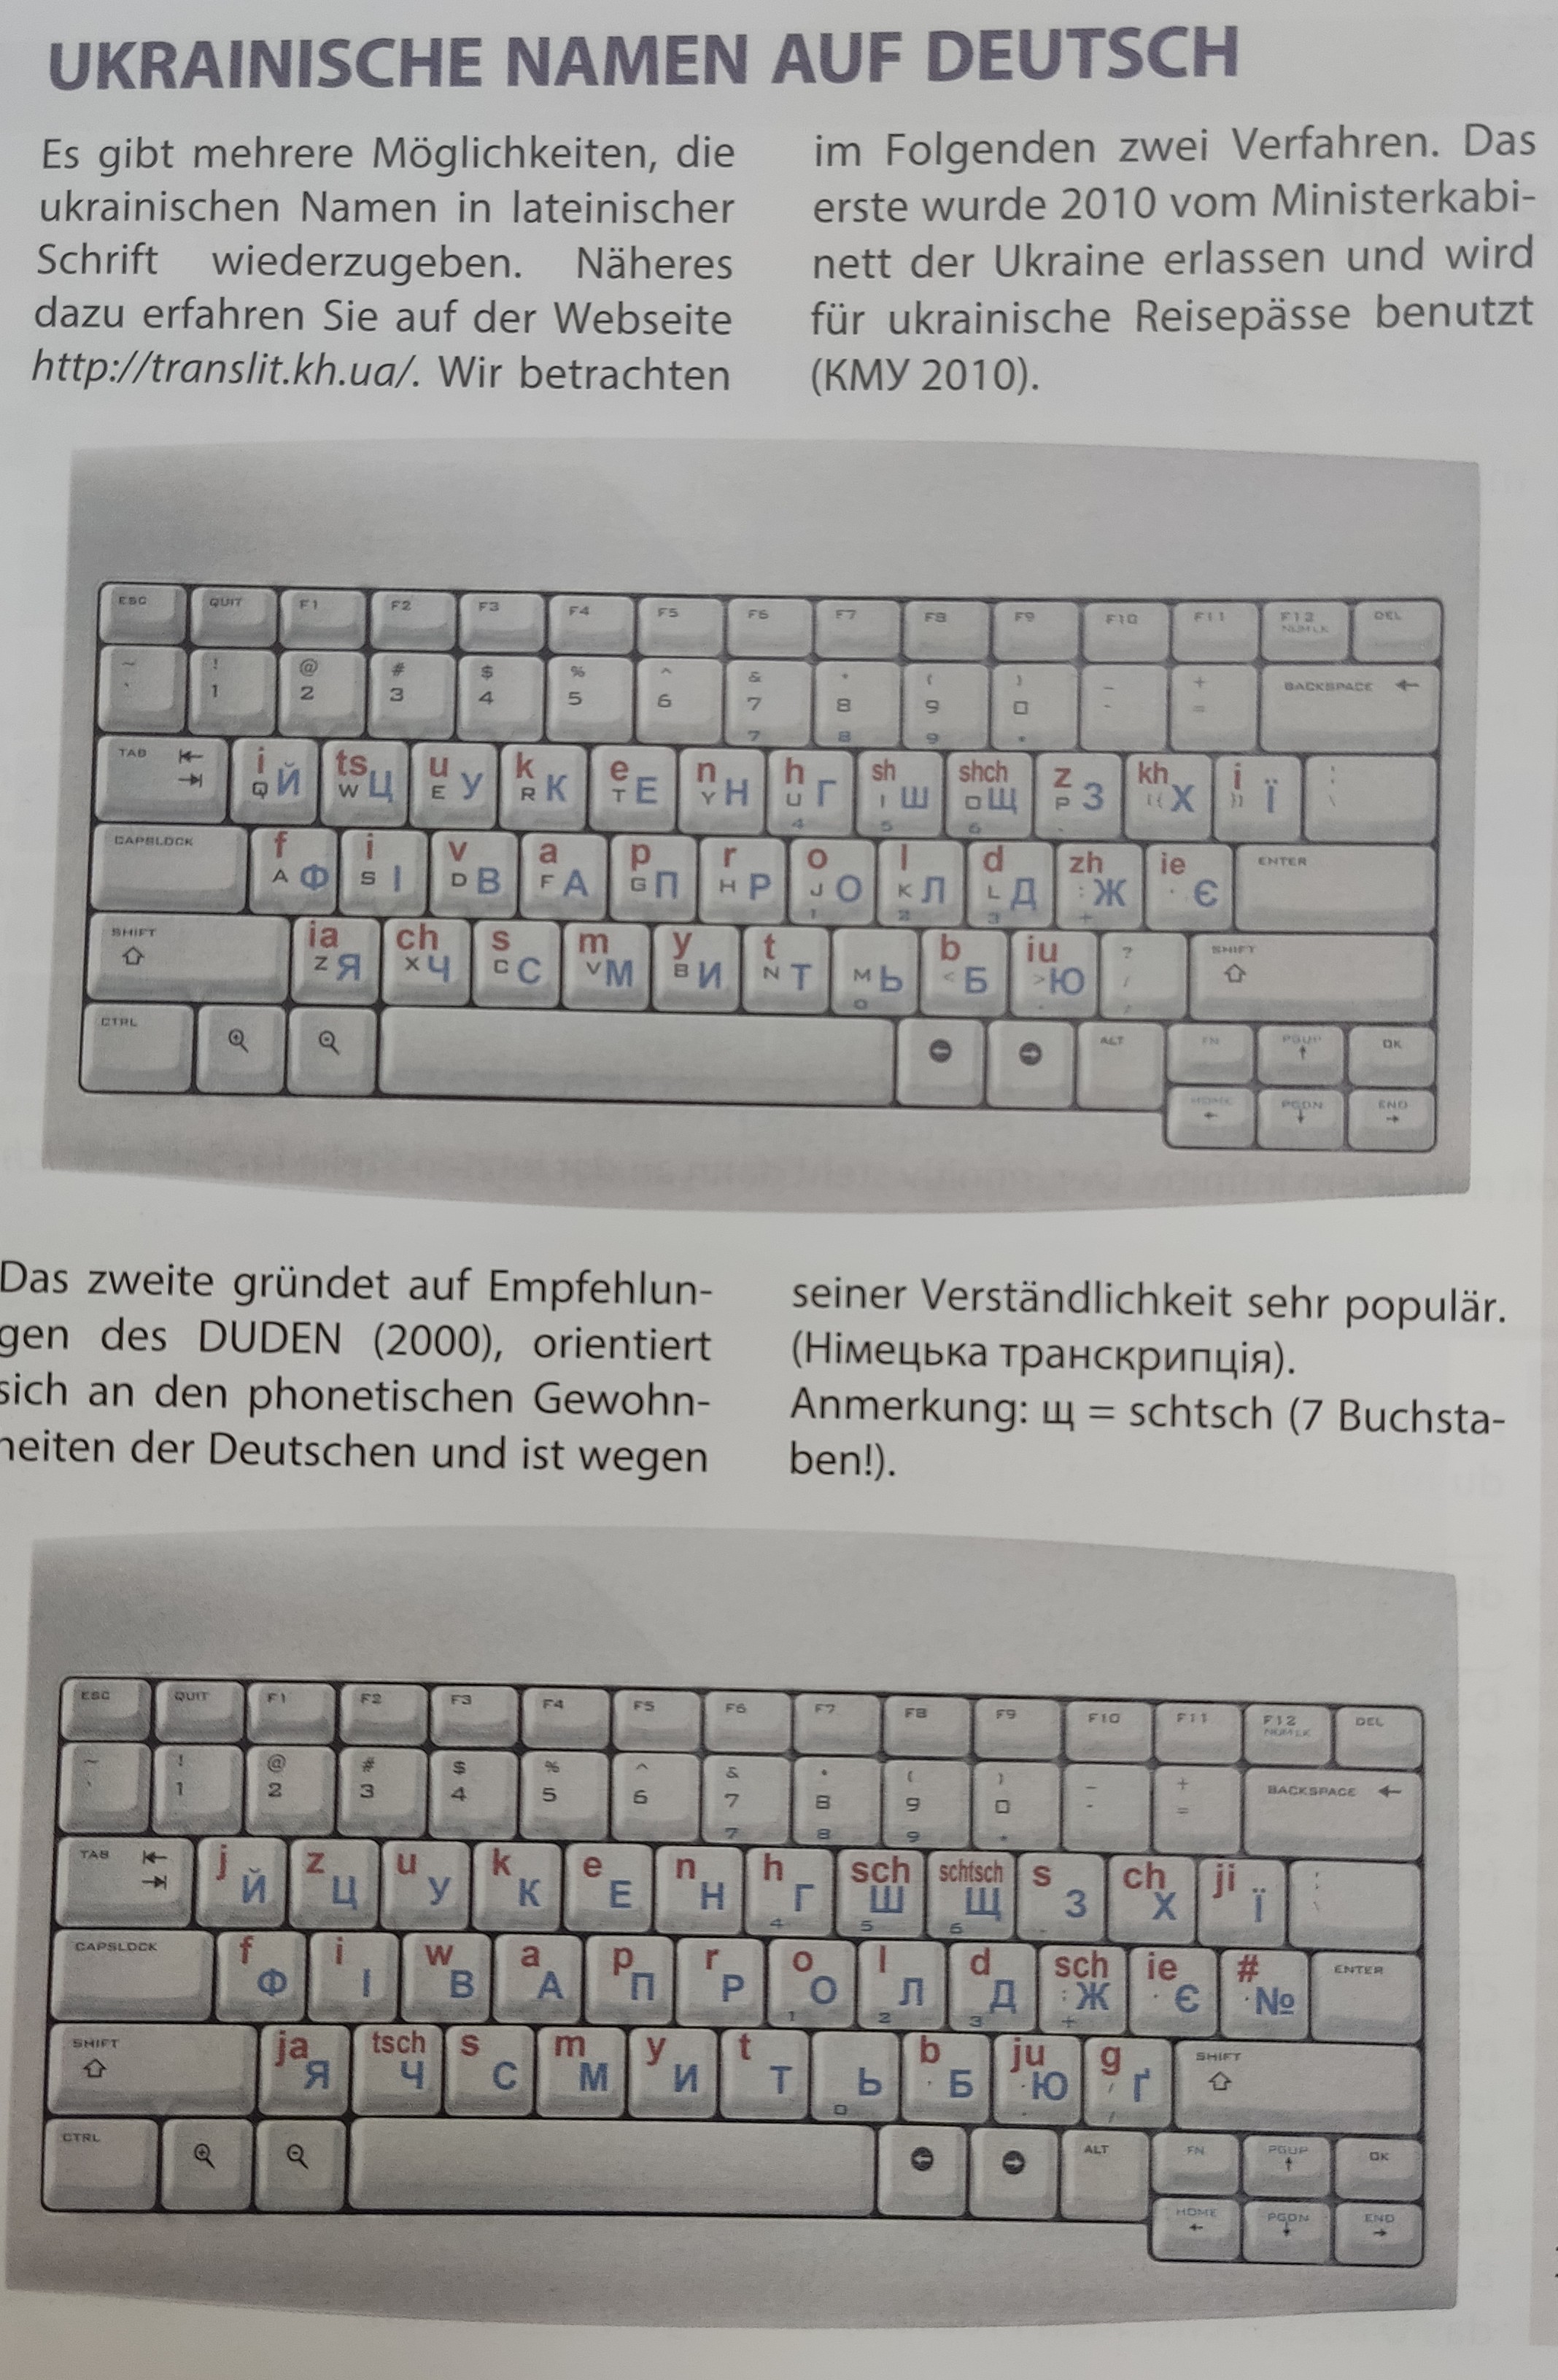 UKRAINISCHE NAMEN AUF DEUTSCH
Es gibt mehrere Möglichkeiten, die
ukrainischen Namen in lateinischer
Schrift wiederzugeben. Näheres
dazu erfahren Sie auf der Webseite
http://translit.kh.ua/. Wir betrachten
im Folgenden zwei Verfahren. Das
erste wurde 2010 vom Ministerkabi-
nett der Ukraine erlassen und wird
für ukrainische Reisepässe benutzt
(КМУ 2010).
ESC QUIT F1 F2 F3 F4 F5 F6 F7 F8 F9 F10 F11 F12 NUMLK DEL
~ ` ! 1 @ 2 # 3 $ 4 % 5 ^ 6 & 7 7 * 8 8 ( 9 9 ) 0 _ - + = BACKSPACE
TAB i Q Й ts W Ц u E У k R К e T Е n Y Н h U Г 4 sh I Ш 5 shch O Щ 6 z P З kh [{ Х i ]} Ї
CAPSLOCK f A Ф i S І v D В a F А p G П r H Р o J О 1 l K Л 2 d L Д 3 zh : Ж + ie Є ENTER
SHIFT ia Z Я ch X Ч s C С m V М y B И t N Т M Ь 0 b < Б iu > Ю ? / SHIFT
CTRL ALT FN PGUP OK
HOME PGDN END
Das zweite gründet auf Empfehlun-
gen des DUDEN (2000), orientiert
sich an den phonetischen Gewohn-
heiten der Deutschen und ist wegen
seiner Verständlichkeit sehr populär.
(Німецька транскрипція).
Anmerkung: щ = schtsch (7 Buchsta-
ben!).
ESC QUIT F1 F2 F3 F4 F5 F6 F7 F8 F9 F10 F11 F12 NUMLK DEL
~ ` ! 1 @ 2 # 3 $ 4 % 5 ^ 6 & 7 7 * 8 8 ( 9 9 ) 0 _ - + = BACKSPACE
TAB j Й z Ц u У k К e Е n Н h Г 4 sch Ш 5 schtsch Щ 6 s З ch Х ji Ї
CAPSLOCK f Ф i І w В a А p П r Р o О 1 l Л 2 d Д 3 sch : Ж + ie Є # № ENTER
SHIFT ja Я tsch Ч s С m М y И t Т Ь 0 b Б ju Ю g / Ґ SHIFT
CTRL ALT FN PGUP OK
HOME PGDN END